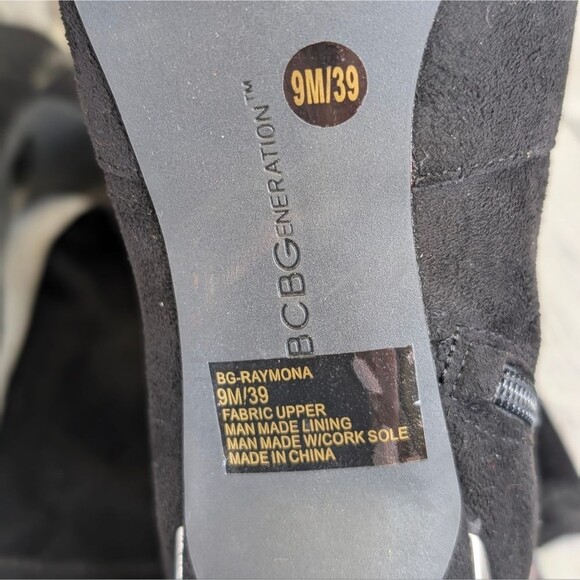 9M/39
BCBGENERATION™
BG-RAYMONA
9M/39
FABRIC UPPER
MAN MADE LINING
MAN MADE W/CORK SOLE
MADE IN CHINA